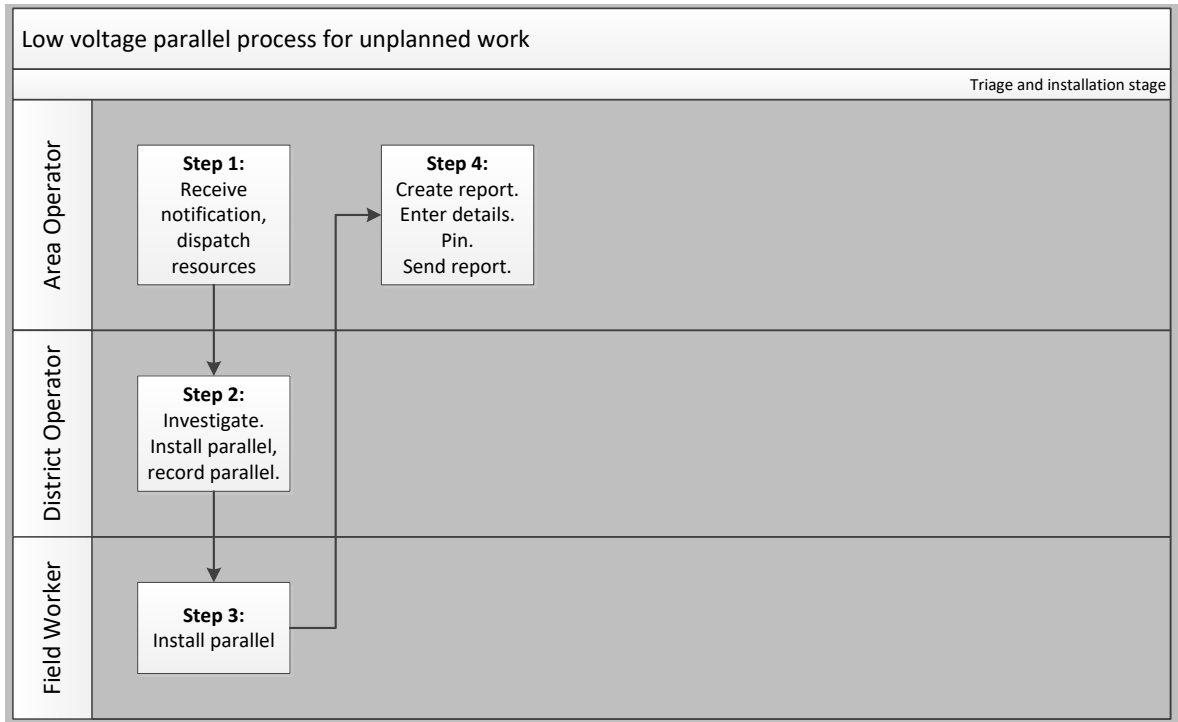 Low voltage parallel process for unplanned work
Triage and installation stage
Area Operator
Step 1:
Receive
notification,
dispatch
resources
Step 4:
Create report.
Enter details.
Pin.
Send report.
District Operator
Step 2:
Investigate.
Install parallel,
record parallel.
Field Worker
Step 3:
Install parallel